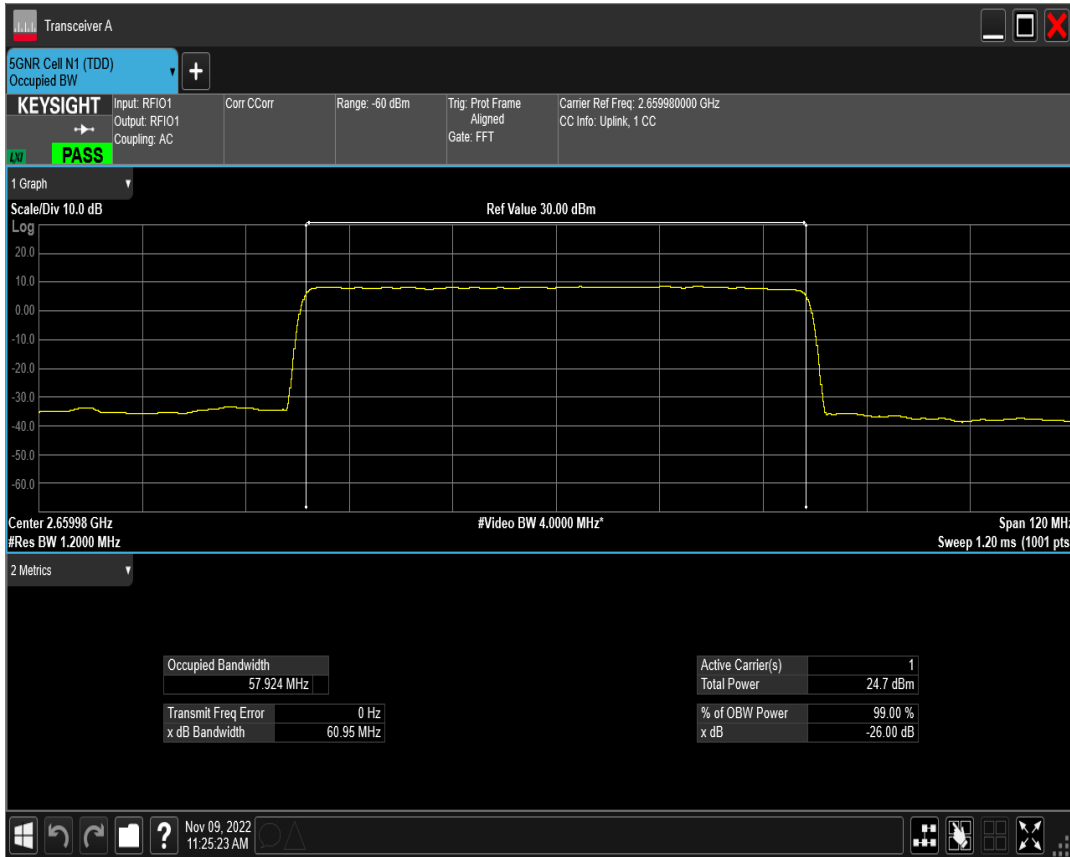 Transceiver A
5GNR Cell N1 (TDD)
Occupied BW
+
KEYSIGHT
LXI
PASS
Input: RFIO1
Output: RFIO1
Coupling: AC
Corr CCorr
Range: -60 dBm
Trig: Prot Frame
Aligned
Gate: FFT
Carrier Ref Freq: 2.659980000 GHz
CC Info: Uplink, 1 CC
1 Graph
Scale/Div 10.0 dB
Ref Value 30.00 dBm
Log
20.0
10.0
0.00
-10.0
-20.0
-30.0
-40.0
-50.0
-60.0
Center 2.65998 GHz
#Video BW 4.0000 MHz*
Span 120 MHz
#Res BW 1.2000 MHz
Sweep 1.20 ms (1001 pts
2 Metrics
Occupied Bandwidth
57.924 MHz
Transmit Freq Error 0 Hz
x dB Bandwidth 60.95 MHz
Active Carrier(s) 1
Total Power 24.7 dBm
% of OBW Power 99.00 %
x dB -26.00 dB
?
Nov 09, 2022
11:25:23 AM